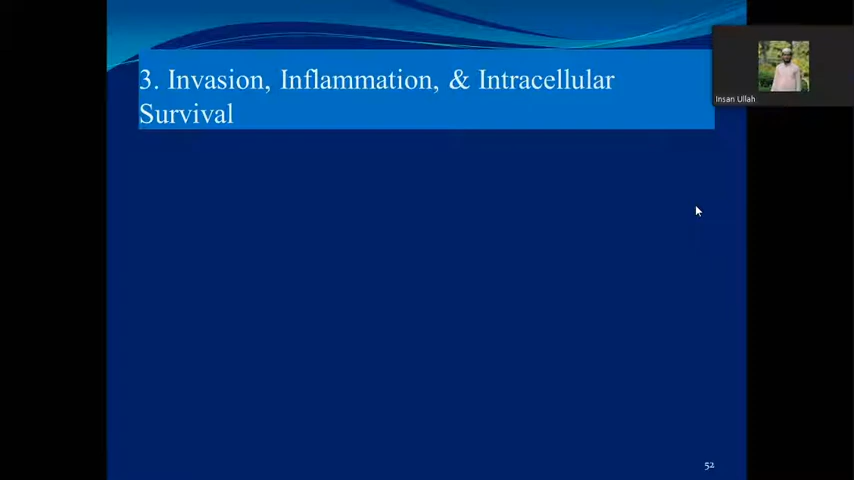 3. Invasion, Inflammation, & Intracellular
Survival
Insan Ullah
52